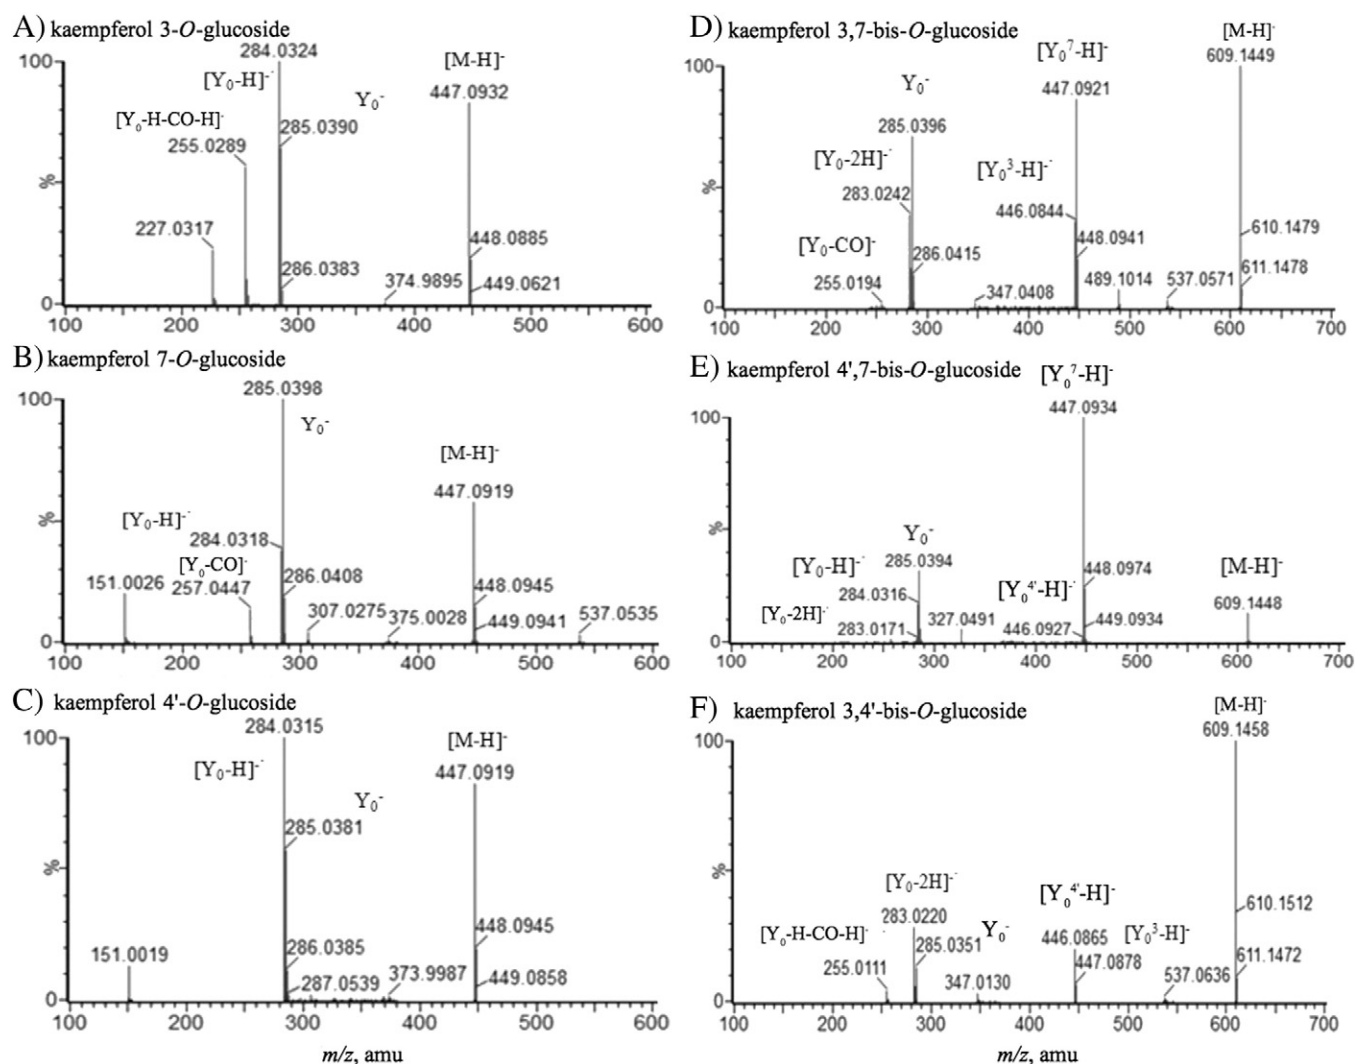 A) kaempferol 3-O-glucoside
284.0324
100
[Y₀-H]⁻˙
[M-H]⁻
447.0932
Y₀⁻
[Y₀-H-CO-H]⁻
255.0289
285.0390
%
227.0317
448.0885
286.0383
374.9895
449.0621
0
100 200 300 400 500 600
B) kaempferol 7-O-glucoside
285.0398
100
Y₀⁻
[M-H]⁻
447.0919
%
[Y₀-H]⁻˙
284.0318
[Y₀-CO]⁻
151.0026
257.0447
286.0408
448.0945
307.0275
375.0028
449.0941
537.0535
0
100 200 300 400 500 600
C) kaempferol 4'-O-glucoside
284.0315
100
[M-H]⁻
[Y₀-H]⁻˙
447.0919
Y₀⁻
285.0381
%
151.0019
448.0945
286.0385
287.0539
373.9987
449.0858
0
100 200 300 400 500 600
m/z, amu
D) kaempferol 3,7-bis-O-glucoside
[M-H]⁻
609.1449
[Y₀⁷-H]⁻
447.0921
100
Y₀⁻
285.0396
[Y₀-2H]⁻˙
[Y₀³-H]⁻˙
%
283.0242
446.0844
[Y₀-CO]⁻
286.0415
448.0941
610.1479
255.0194
347.0408
489.1014
537.0571
611.1478
0
100 200 300 400 500 600 700
E) kaempferol 4',7-bis-O-glucoside
[Y₀⁷-H]⁻
447.0934
100
%
Y₀⁻
285.0394
[Y₀-H]⁻˙
448.0974
[M-H]⁻
284.0316
[Y₀⁴'-H]⁻˙
609.1448
[Y₀-2H]⁻˙
283.0171
327.0491
446.0927
449.0934
0
100 200 300 400 500 600 700
F) kaempferol 3,4'-bis-O-glucoside
[M-H]⁻
609.1458
100
%
[Y₀-2H]⁻˙
[Y₀⁴'-H]⁻
283.0220
610.1512
[Y₀-H-CO-H]⁻˙
Y₀⁻
446.0865
[Y₀³-H]⁻
285.0351
255.0111
347.0130
447.0878
537.0636
611.1472
0
100 200 300 400 500 600 700
m/z, amu